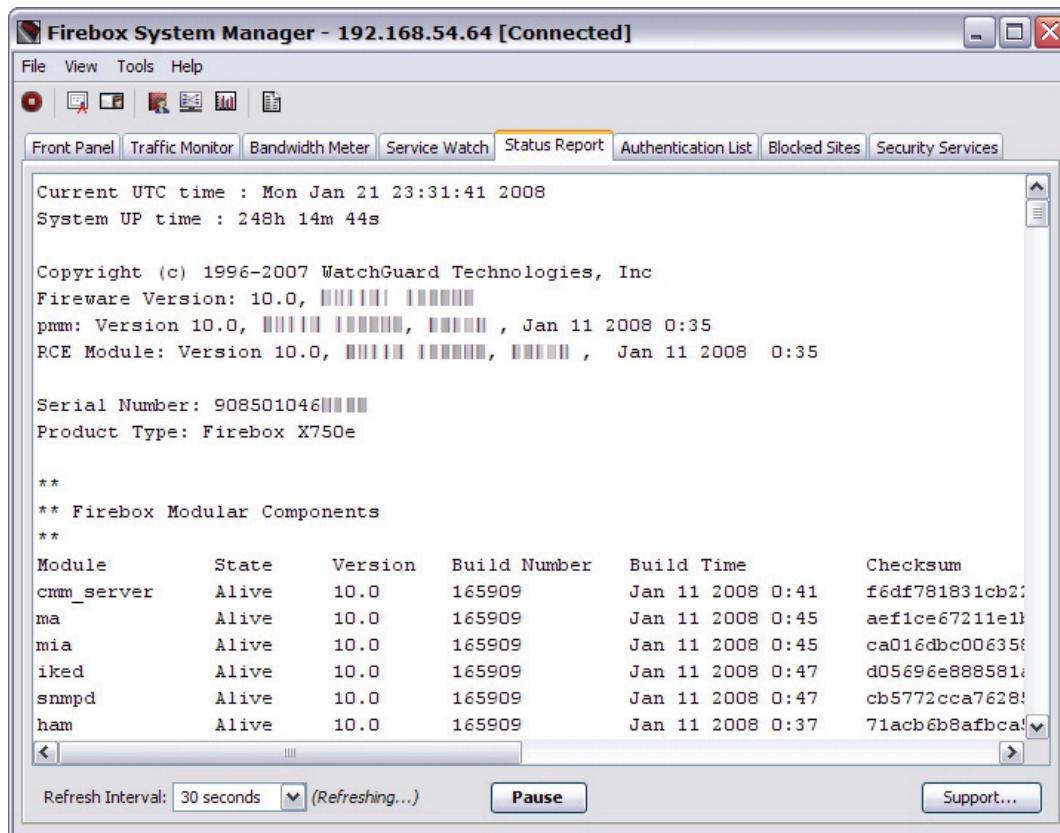 Firebox System Manager - 192.168.54.64 [Connected]
File View Tools Help
Front Panel Traffic Monitor Bandwidth Meter Service Watch Status Report Authentication List Blocked Sites Security Services
Current UTC time : Mon Jan 21 23:31:41 2008
System UP time : 248h 14m 44s
Copyright (c) 1996-2007 WatchGuard Technologies, Inc
Fireware Version: 10.0,
pmm: Version 10.0, , , Jan 11 2008 0:35
RCE Module: Version 10.0, , , Jan 11 2008 0:35
Serial Number: 908501046
Product Type: Firebox X750e
**
** Firebox Modular Components
**
Module State Version Build Number Build Time Checksum
cmm_server Alive 10.0 165909 Jan 11 2008 0:41 f6df781831cb22
ma Alive 10.0 165909 Jan 11 2008 0:45 aef1ce67211e1
mia Alive 10.0 165909 Jan 11 2008 0:45 ca016dbc00635
iked Alive 10.0 165909 Jan 11 2008 0:47 d05696e888581
snmpd Alive 10.0 165909 Jan 11 2008 0:47 cb5772cca7628
ham Alive 10.0 165909 Jan 11 2008 0:37 71acb6b8afbca
Refresh Interval: 30 seconds (Refreshing...) Pause Support...